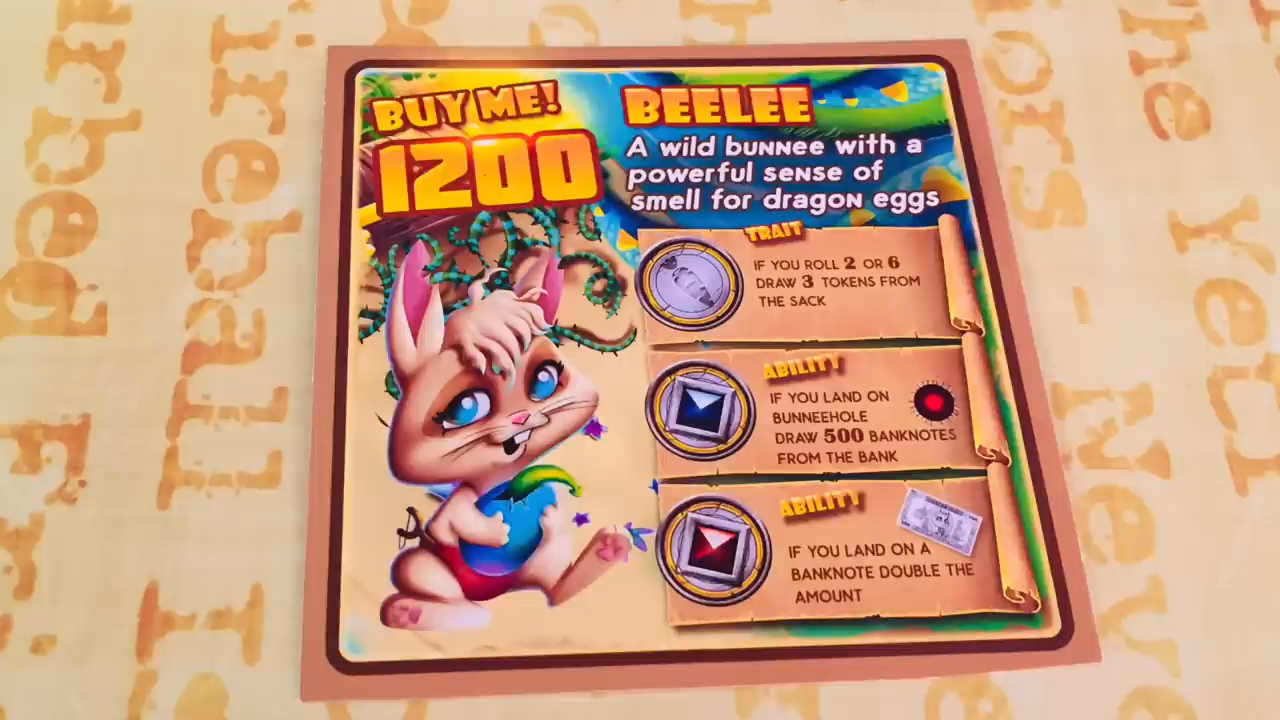 BUY ME!
1200
BEELEE
A wild bunnee with a
powerful sense of
smell for dragon eggs
TRAIT
IF YOU ROLL 2 OR 6
DRAW 3 TOKENS FROM
THE SACK
ABILITY
IF YOU LAND ON
BUNNEEHOLE
DRAW 500 BANKNOTES
FROM THE BANK
ABILITY
IF YOU LAND ON A
BANKNOTE DOUBLE THE
AMOUNT